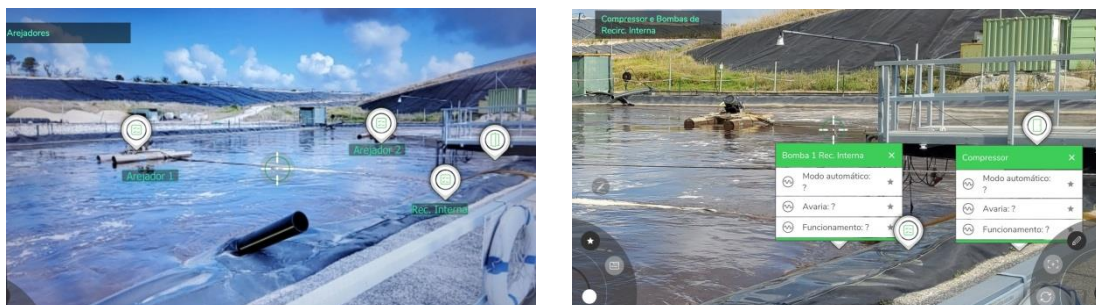 Arejadores
Arejador 1
Arejador 2
Rec. Interna
Compressor e Bombas de
Recirc. Interna
Bomba 1 Rec. Interna
Modo automático:
?
Avaria: ?
Funcionamento: ?
Compressor
Modo automático:
?
Avaria: ?
Funcionamento: ?